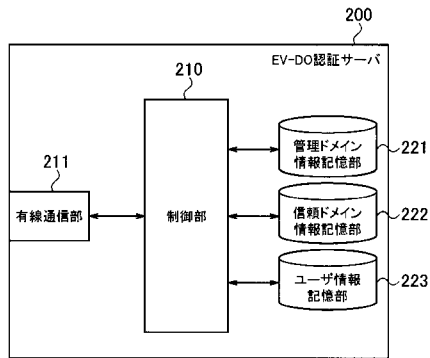 200
EV-DO認証サーバ
210
211
有線通信部
制御部
管理ドメイン
情報記憶部
221
信頼ドメイン
情報記憶部
222
ユーザ情報
記憶部
223